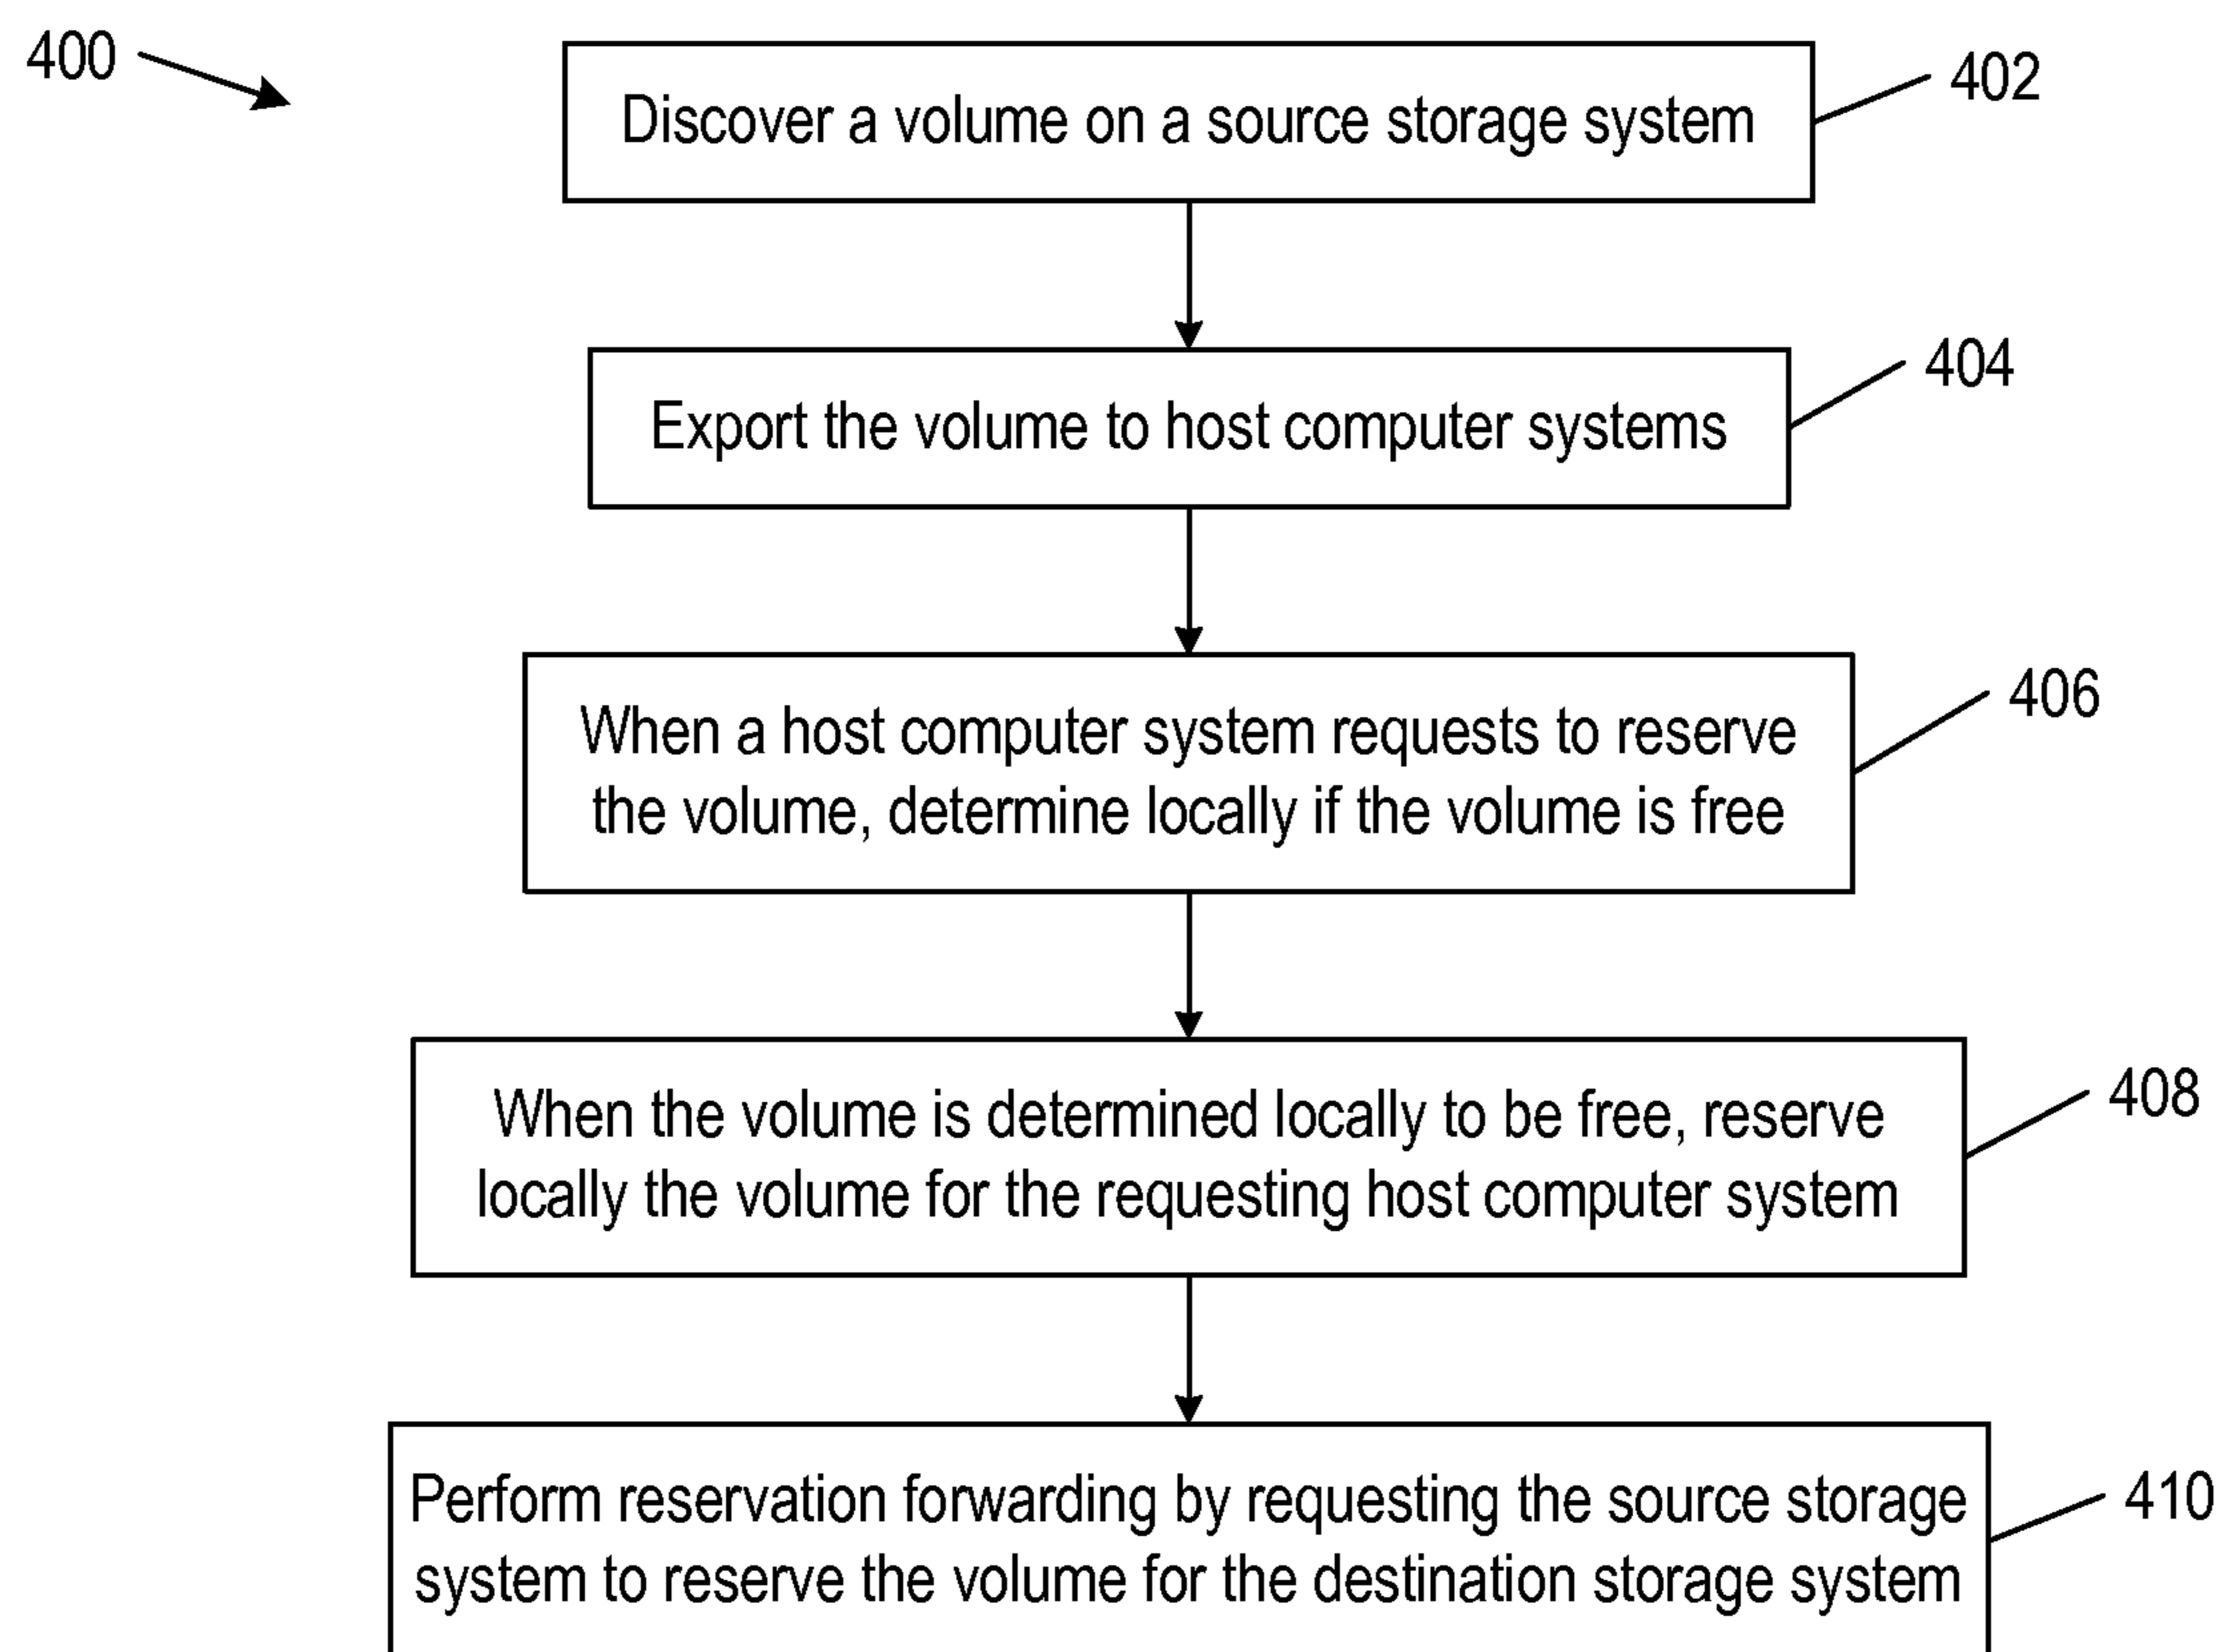 400
Discover a volume on a source storage system
402
Export the volume to host computer systems
404
When a host computer system requests to reserve
the volume, determine locally if the volume is free
406
When the volume is determined locally to be free, reserve
locally the volume for the requesting host computer system
408
Perform reservation forwarding by requesting the source storage
system to reserve the volume for the destination storage system
410